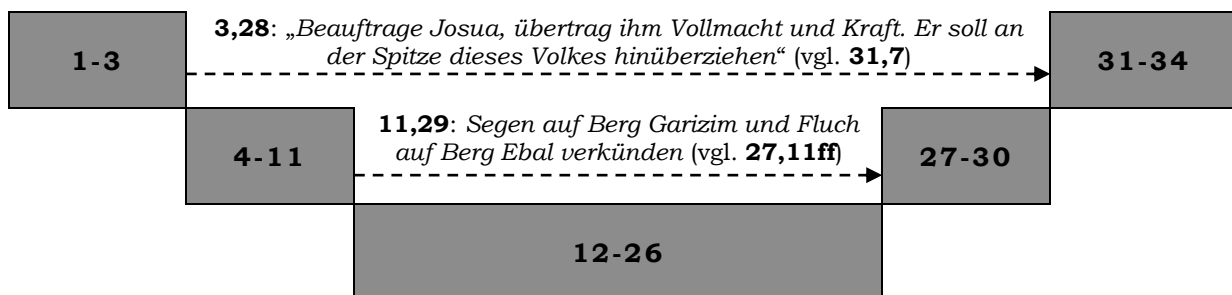 1-3
3,28: „Beauftrage Josua, übertrag ihm Vollmacht und Kraft. Er soll an
der Spitze dieses Volkes hinüberziehen“ (vgl. 31,7)
31-34
4-11
11,29: Segen auf Berg Garizim und Fluch
auf Berg Ebal verkünden (vgl. 27,11ff)
27-30
12-26